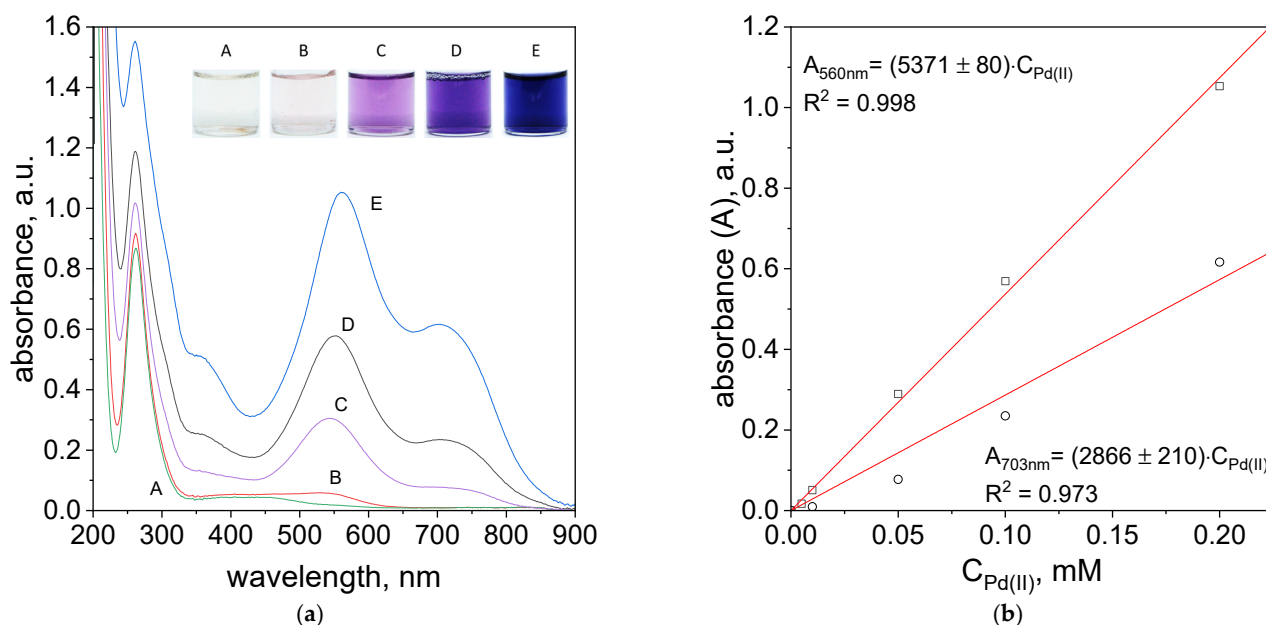 A B C D E
1.6
1.4
1.2
1.0
0.8
0.6
0.4
0.2
0.0
E
D
C
B
A
200 300 400 500 600 700 800 900
absorbance, a.u.
wavelength, nm
(a)
1.2
1.0
0.8
0.6
0.4
0.2
0.0
A560nm= (5371 ± 80)·CPd(II)
R2 = 0.998
A703nm= (2866 ± 210)·CPd(II)
R2 = 0.973
0.00 0.05 0.10 0.15 0.20
absorbance (A), a.u.
CPd(II), mM
(b)